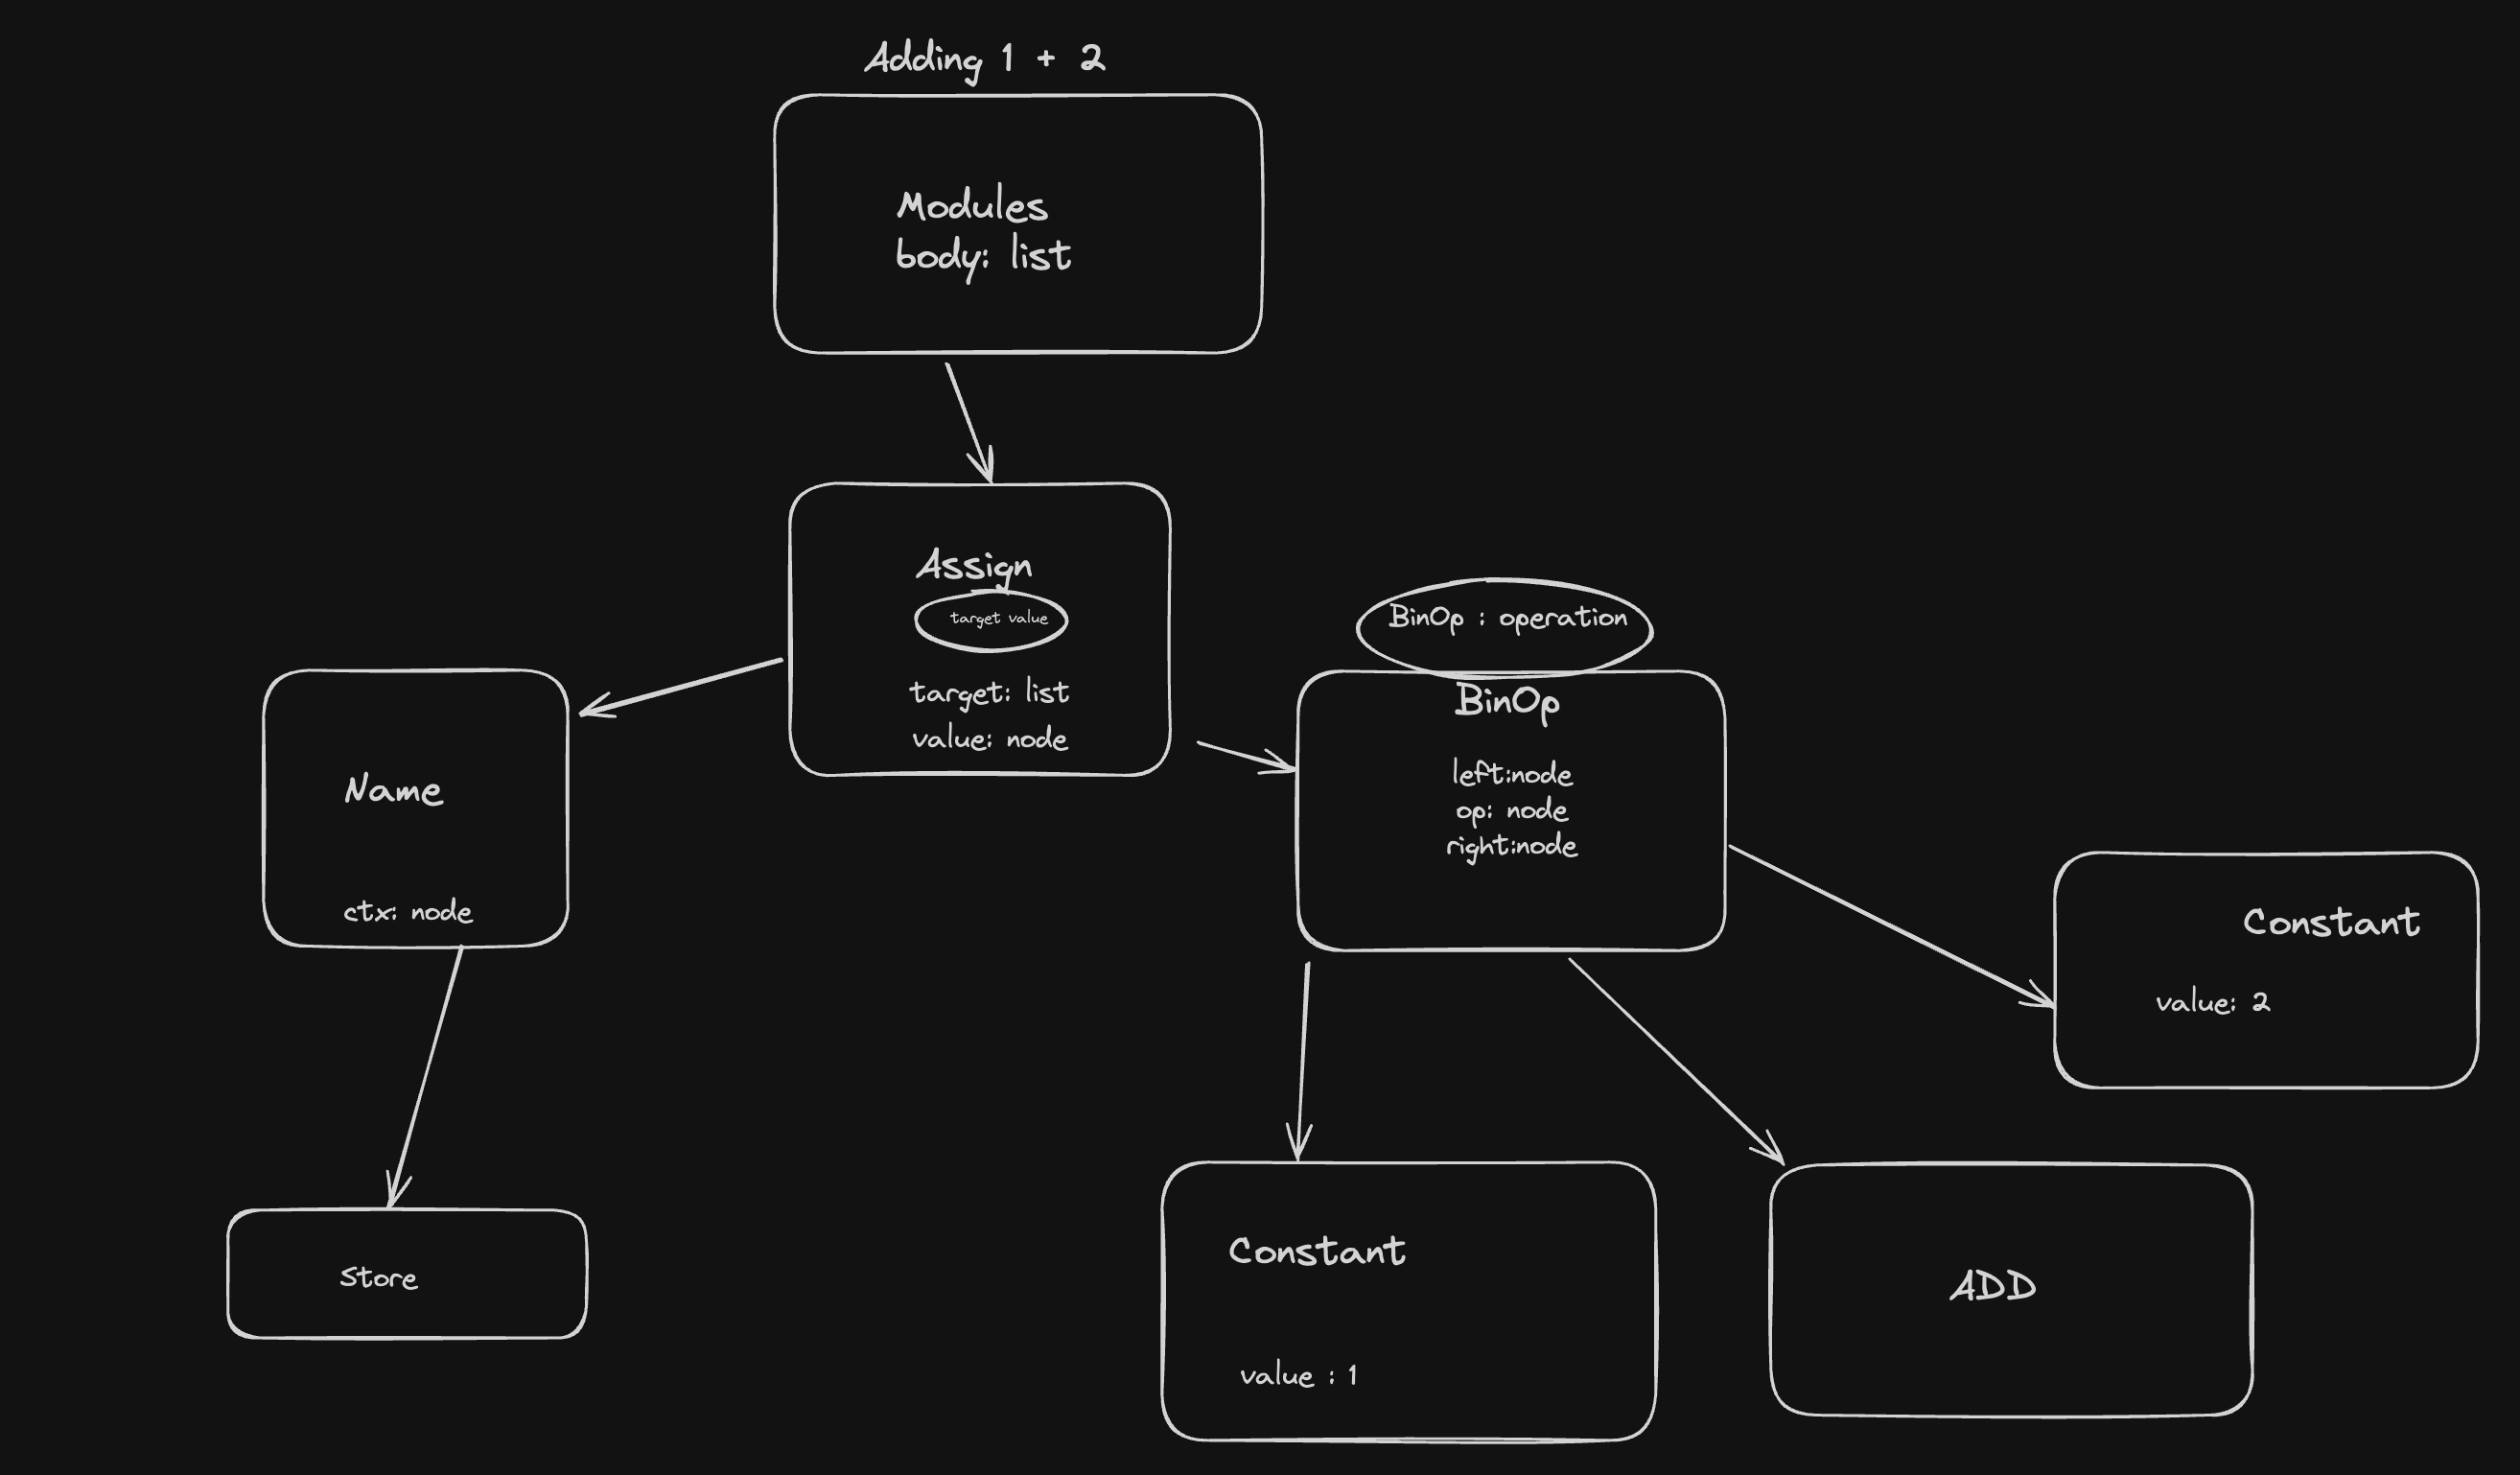 Adding 1 + 2
Modules
body: list
Assign
target value
target: list
value: node
BinOp : operation
BinOp
left:node
op: node
right:node
Name
ctx: node
Constant
value: 2
Store
Constant
value : 1
ADD